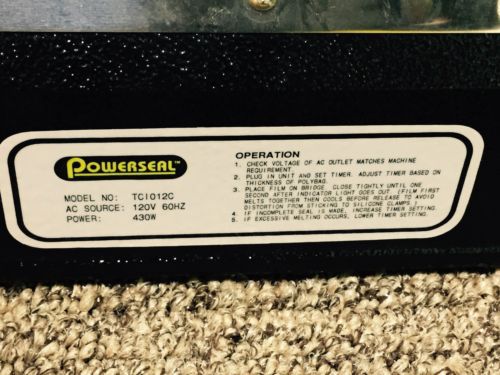 POWERSEAL™
MODEL NO: TCI012C
AC SOURCE: 120V 60HZ
POWER: 430W
OPERATION
1. CHECK VOLTAGE OF AC OUTLET MATCHES MACHINE
REQUIREMENT.
2. PLUG IN UNIT AND SET TIMER. ADJUST TIMER BASED ON
THICKNESS OF POLYBAG.
3. PLACE FILM ON BRIDGE. CLOSE TIGHTLY UNTIL ONE
SECOND AFTER INDICATOR LIGHT GOES OUT. (FILM FIRST
MELTS TOGETHER THEN COOLS BEFORE RELEASE TO AVOID
DISTORTION FROM STICKING TO SILICONE CLAMPS.)
4. IF INCOMPLETE SEAL IS MADE, INCREASE TIMER SETTING.
5. IF EXCESSIVE MELTING OCCURS, LOWER TIMER SETTING.